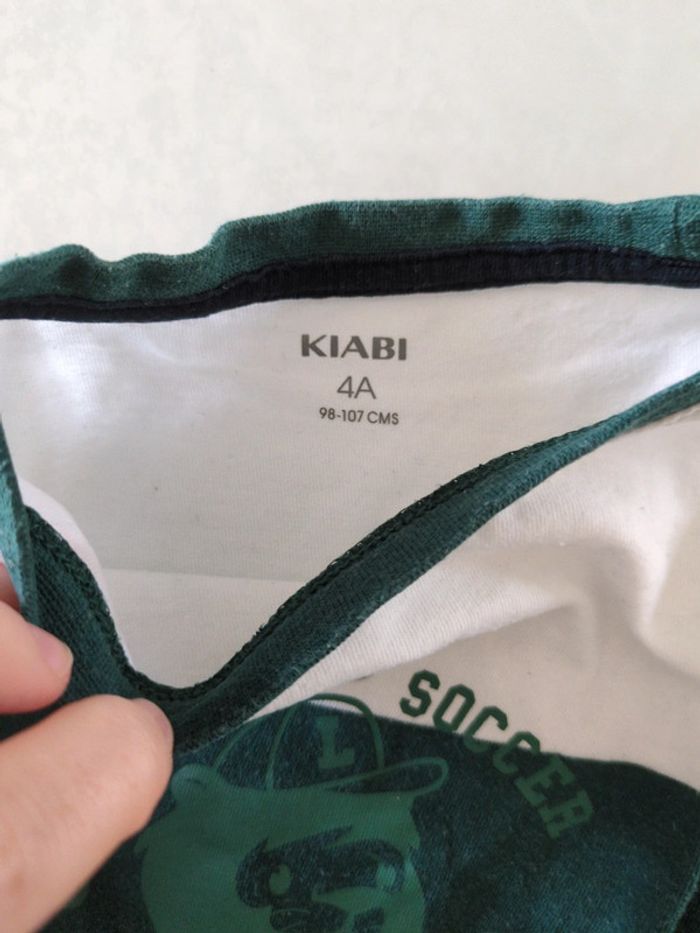 KIABI
4A
98-107 CMS
SOCCER
L